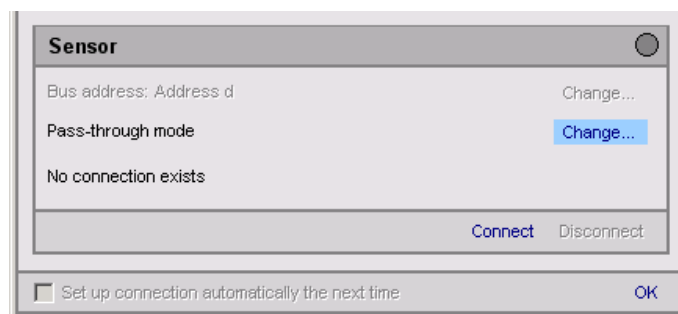 Sensor
Bus address: Address d Change...
Pass-through mode Change...
No connection exists
Connect Disconnect
Set up connection automatically the next time OK